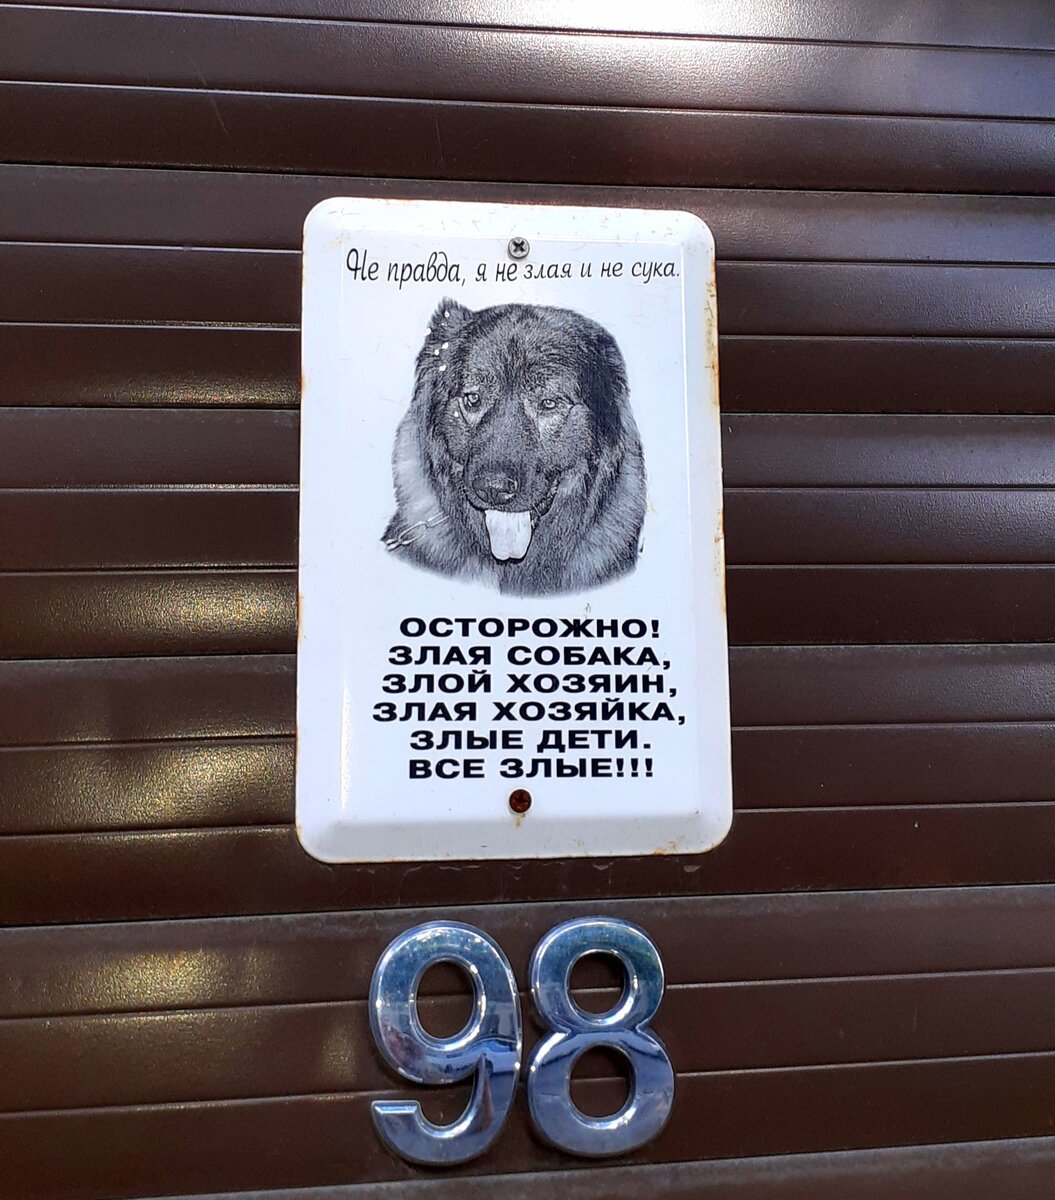 Не правда, я не злая и не сука.
ОСТОРОЖНО!
ЗЛАЯ СОБАКА,
ЗЛОЙ ХОЗЯИН,
ЗЛАЯ ХОЗЯЙКА,
ЗЛЫЕ ДЕТИ.
ВСЕ ЗЛЫЕ!!!
98